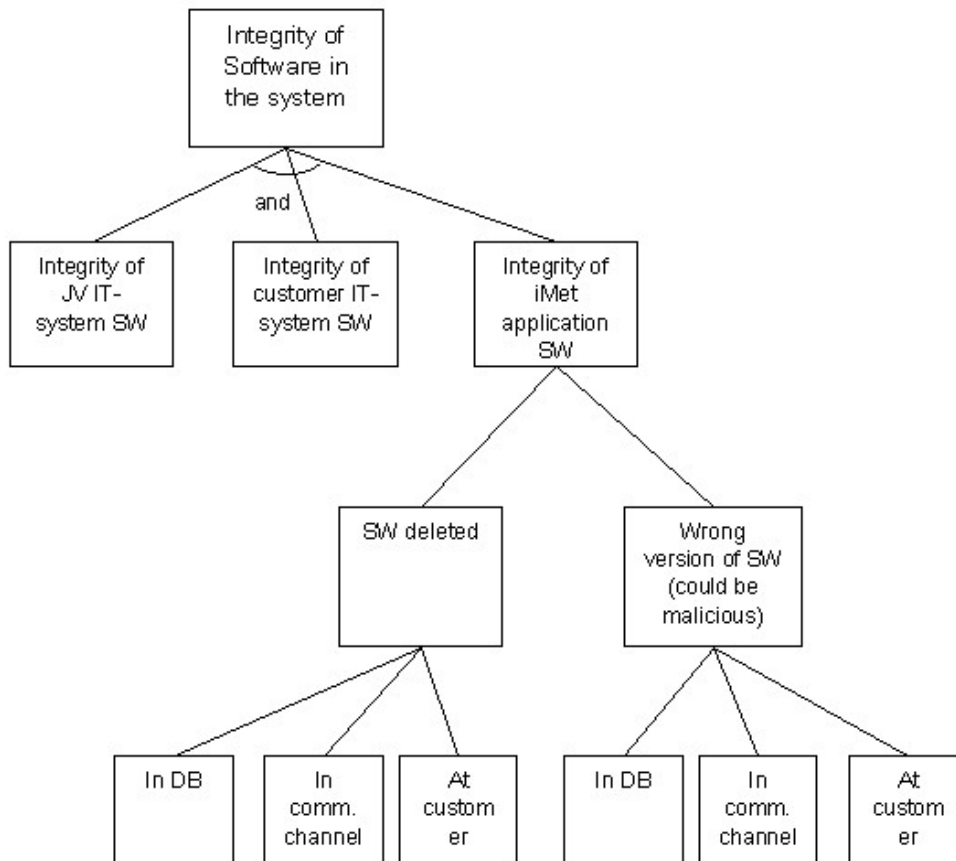 Integrity of
Software in
the system
and
Integrity of
JV IT-
system SW
Integrity of
customer IT-
system SW
Integrity of
iMet
application
SW
SW deleted
Wrong
version of SW
(could be
malicious)
In DB
In
comm.
channel
At
custom
er
In DB
In
comm.
channel
At
custom
er